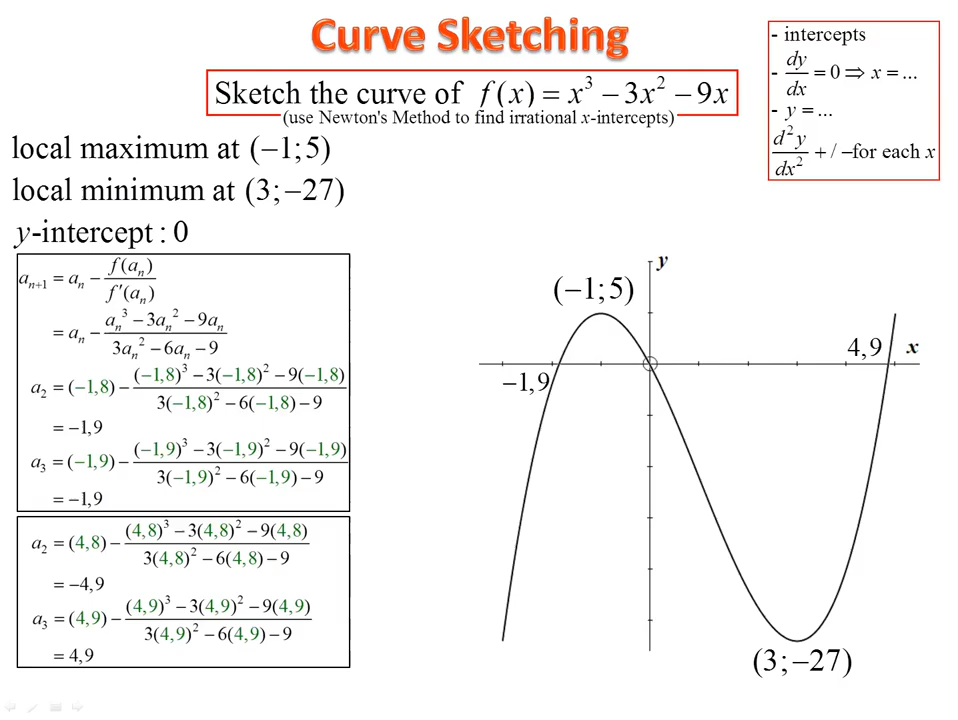 Curve Sketching
- intercepts
- dy/dx = 0 ⇒ x = ...
- y = ...
d²y/dx² + / − for each x
Sketch the curve of f(x) = x³ − 3x² − 9x
(use Newton's Method to find irrational x-intercepts)
local maximum at (−1;5)
local minimum at (3;−27)
y-intercept : 0
aₙ₊₁ = aₙ − f(aₙ)/f′(aₙ)
= aₙ − (aₙ³ − 3aₙ² − 9aₙ)/(3aₙ² − 6aₙ − 9)
a₂ = (−1,8) − ((−1,8)³ − 3(−1,8)² − 9(−1,8))/(3(−1,8)² − 6(−1,8) − 9)
= −1,9
a₃ = (−1,9) − ((−1,9)³ − 3(−1,9)² − 9(−1,9))/(3(−1,9)² − 6(−1,9) − 9)
= −1,9
a₂ = (4,8) − ((4,8)³ − 3(4,8)² − 9(4,8))/(3(4,8)² − 6(4,8) − 9)
= −4,9
a₃ = (4,9) − ((4,9)³ − 3(4,9)² − 9(4,9))/(3(4,9)² − 6(4,9) − 9)
= 4,9
y
(−1;5)
4,9
x
−1,9
(3;−27)